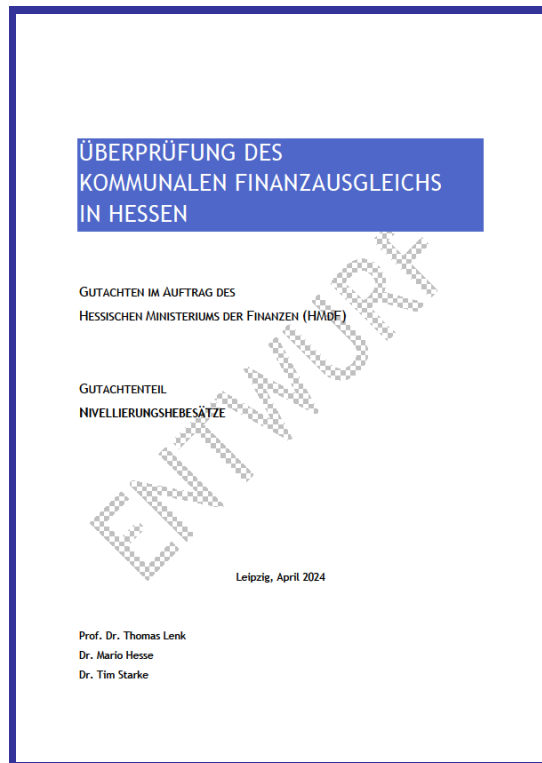 ÜBERPRÜFUNG DES
KOMMUNALEN FINANZAUSGLEICHS
IN HESSEN
GUTACHTEN IM AUFTRAG DES
HESSISCHEN MINISTERIUMS DER FINANZEN (HMDF)
GUTACHTENTEIL
NIVELLIERUNGSHEBESÄTZE
ENTWURF
Leipzig, April 2024
Prof. Dr. Thomas Lenk
Dr. Mario Hesse
Dr. Tim Starke